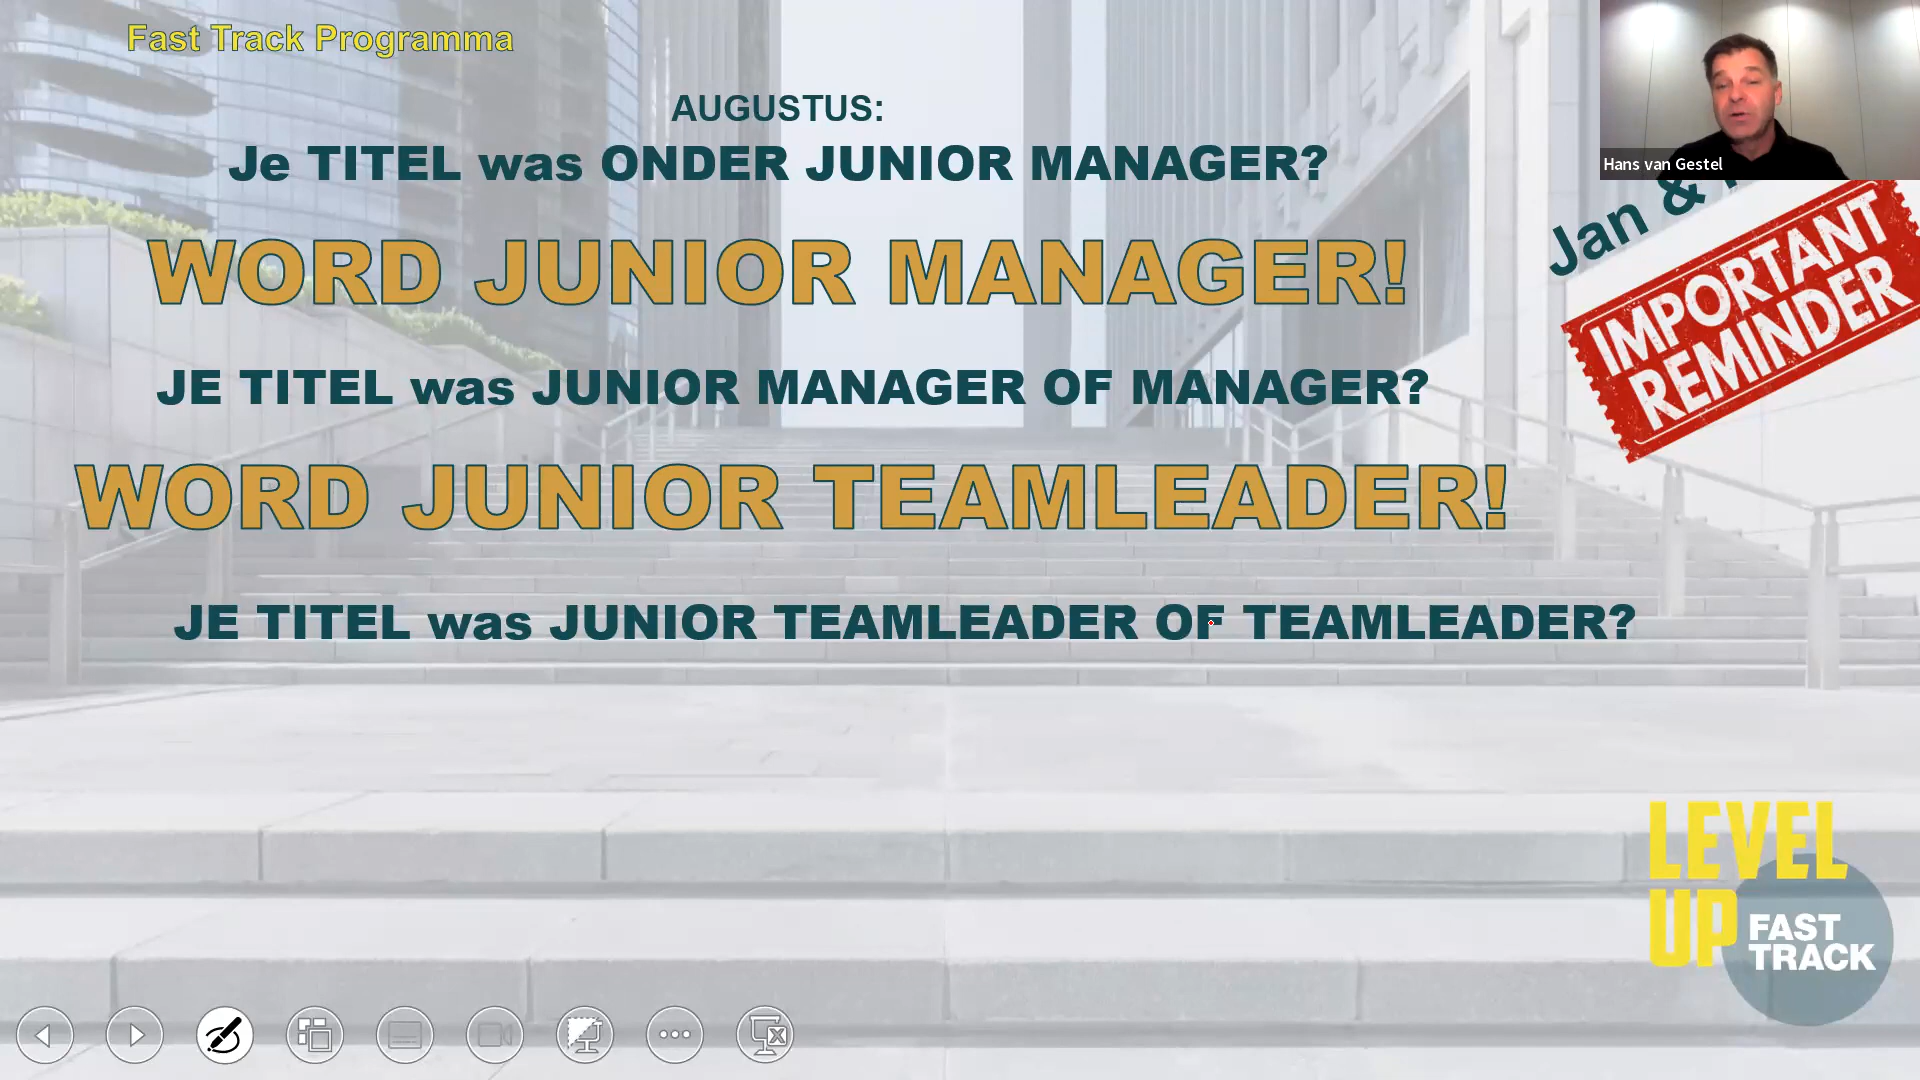 Fast Track Programma
AUGUSTUS:
Je TITEL was ONDER JUNIOR MANAGER?
WORD JUNIOR MANAGER!
JE TITEL was JUNIOR MANAGER OF MANAGER?
WORD JUNIOR TEAMLEADER!
JE TITEL was JUNIOR TEAMLEADER OF TEAMLEADER?
Hans van Gestel
Jan &
IMPORTANT
REMINDER
LEVEL
UP
FAST
TRACK